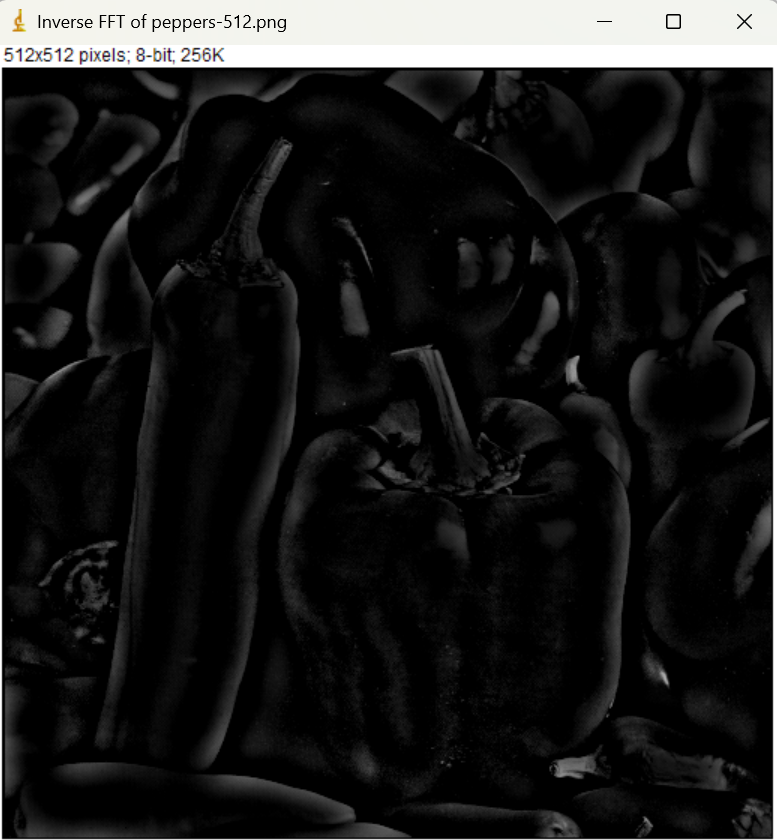 Inverse FFT of peppers-512.png
512x512 pixels; 8-bit; 256K